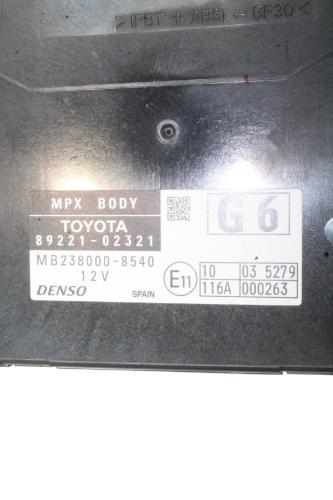 >(PBT+ABS)-GF30<
MPX BODY
TOYOTA
89221-02321
MB238000-8540
12V
DENSO
SPAIN
G6
E11
10 03 5279
116A 000263